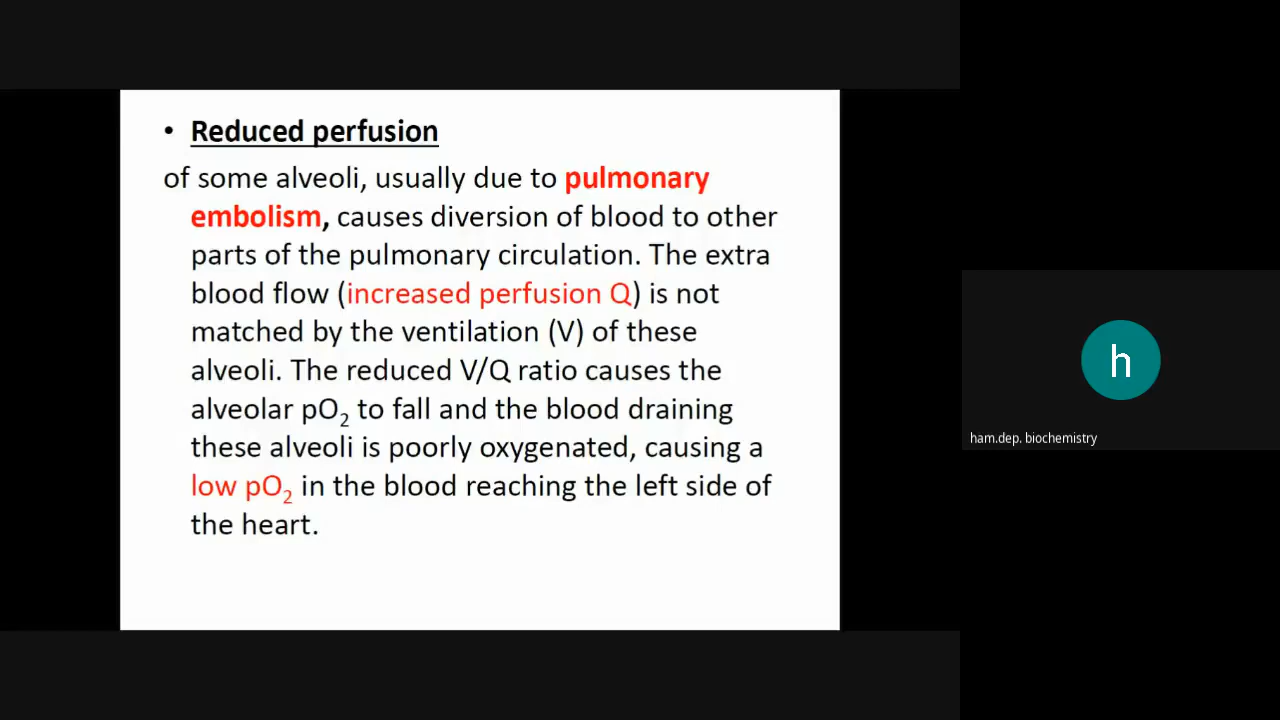 • Reduced perfusion
of some alveoli, usually due to pulmonary
embolism, causes diversion of blood to other
parts of the pulmonary circulation. The extra
blood flow (increased perfusion Q) is not
matched by the ventilation (V) of these
alveoli. The reduced V/Q ratio causes the
alveolar pO₂ to fall and the blood draining
these alveoli is poorly oxygenated, causing a
low pO₂ in the blood reaching the left side of
the heart.
h
ham.dep. biochemistry